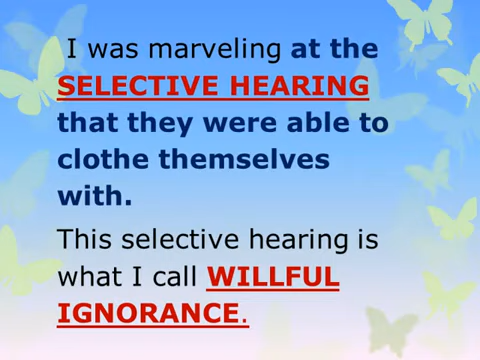 I was marveling at the
SELECTIVE HEARING
that they were able to
clothe themselves
with.
This selective hearing is
what I call WILLFUL
IGNORANCE.